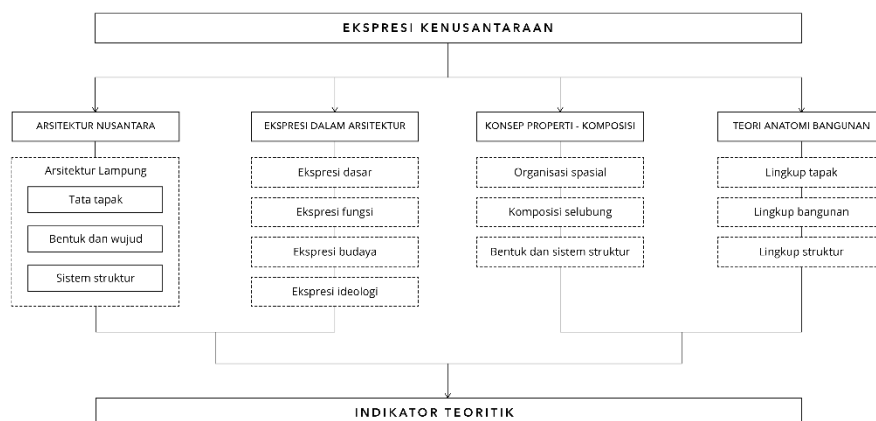 EKSPRESI KENUSANTARAAN
ARSITEKTUR NUSANTARA
Arsitektur Lampung
Tata tapak
Bentuk dan wujud
Sistem struktur
EKSPRESI DALAM ARSITEKTUR
Ekspresi dasar
Ekspresi fungsi
Ekspresi budaya
Ekspresi ideologi
KONSEP PROPERTI - KOMPOSISI
Organisasi spasial
Komposisi selubung
Bentuk dan sistem struktur
TEORI ANATOMI BANGUNAN
Lingkup tapak
Lingkup bangunan
Lingkup struktur
INDIKATOR TEORITIK